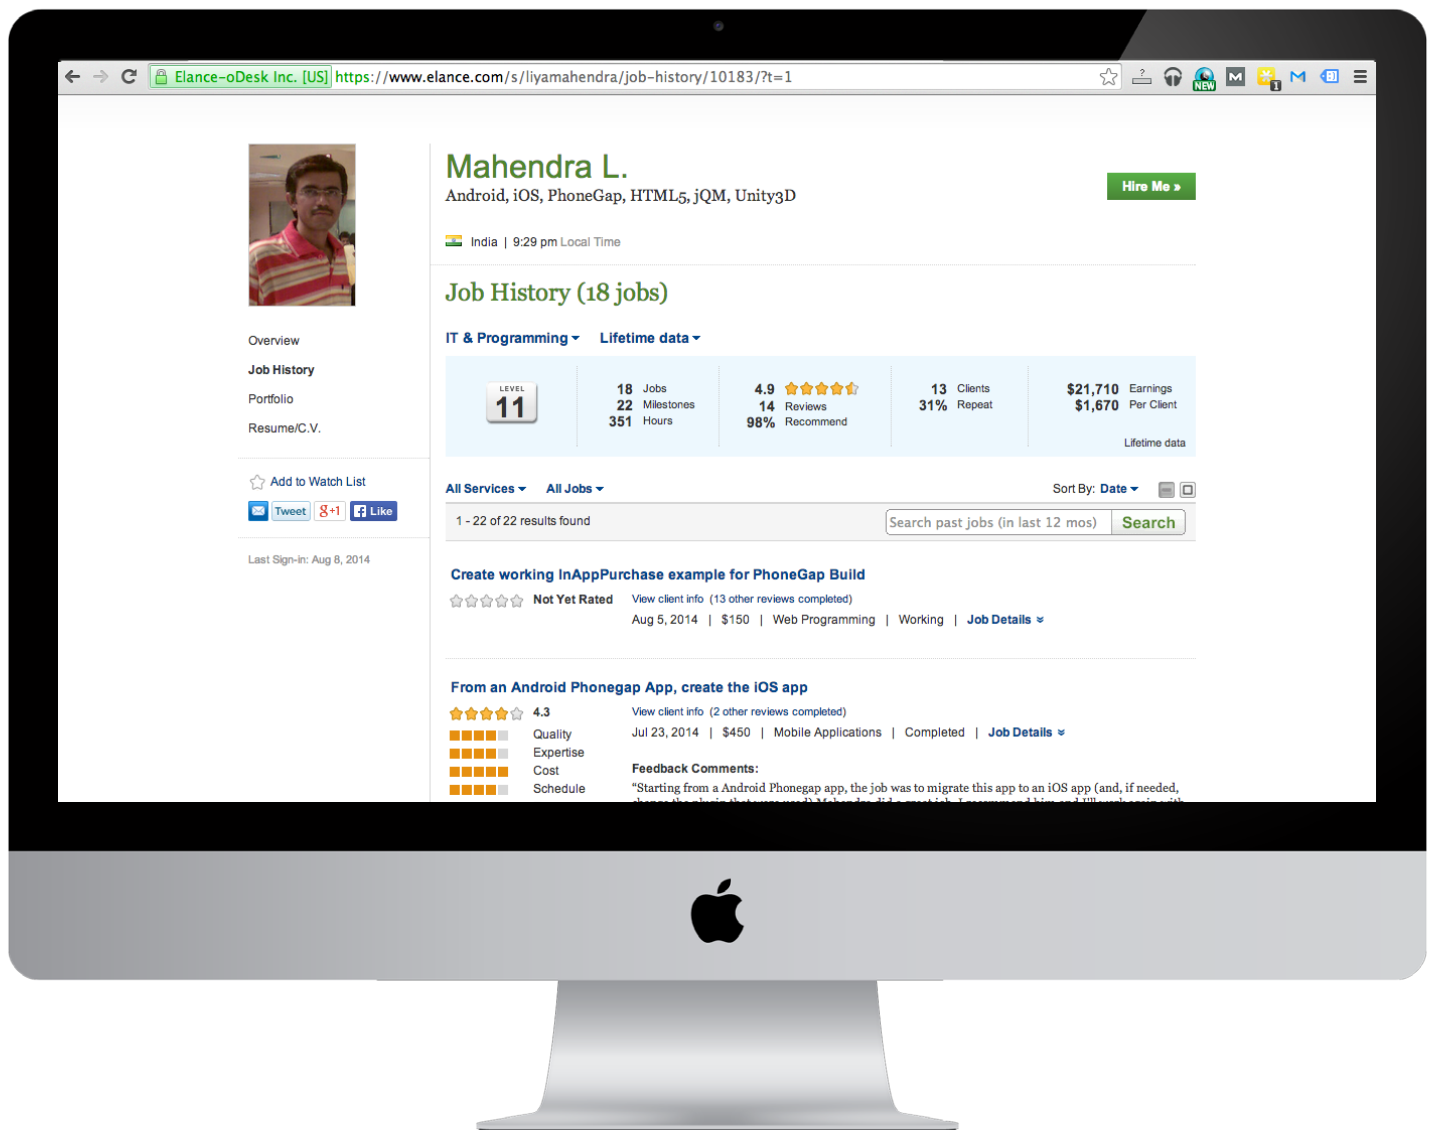 Elance-oDesk Inc. [US] https://www.elance.com/s/liyamahendra/job-history/10183/?t=1
?
NEW
M
1
M
Mahendra L.
Android, iOS, PhoneGap, HTML5, jQM, Unity3D
Hire Me »
India | 9:29 pm Local Time
Job History (18 jobs)
IT & Programming Lifetime data
LEVEL
11
18 Jobs
22 Milestones
351 Hours
4.9
14 Reviews
98% Recommend
13 Clients
31% Repeat
$21,710 Earnings
$1,670 Per Client
Lifetime data
Overview
Job History
Portfolio
Resume/C.V.
Add to Watch List
Tweet g+1 f Like
Last Sign-in: Aug 8, 2014
All Services All Jobs Sort By: Date
1 - 22 of 22 results found Search past jobs (in last 12 mos) Search
Create working InAppPurchase example for PhoneGap Build
Not Yet Rated View client info (13 other reviews completed)
Aug 5, 2014 | $150 | Web Programming | Working | Job Details
From an Android Phonegap App, create the iOS app
4.3 View client info (2 other reviews completed)
Quality Jul 23, 2014 | $450 | Mobile Applications | Completed | Job Details
Expertise
Cost
Schedule
Feedback Comments:
“Starting from a Android Phonegap app, the job was to migrate this app to an iOS app (and, if needed,